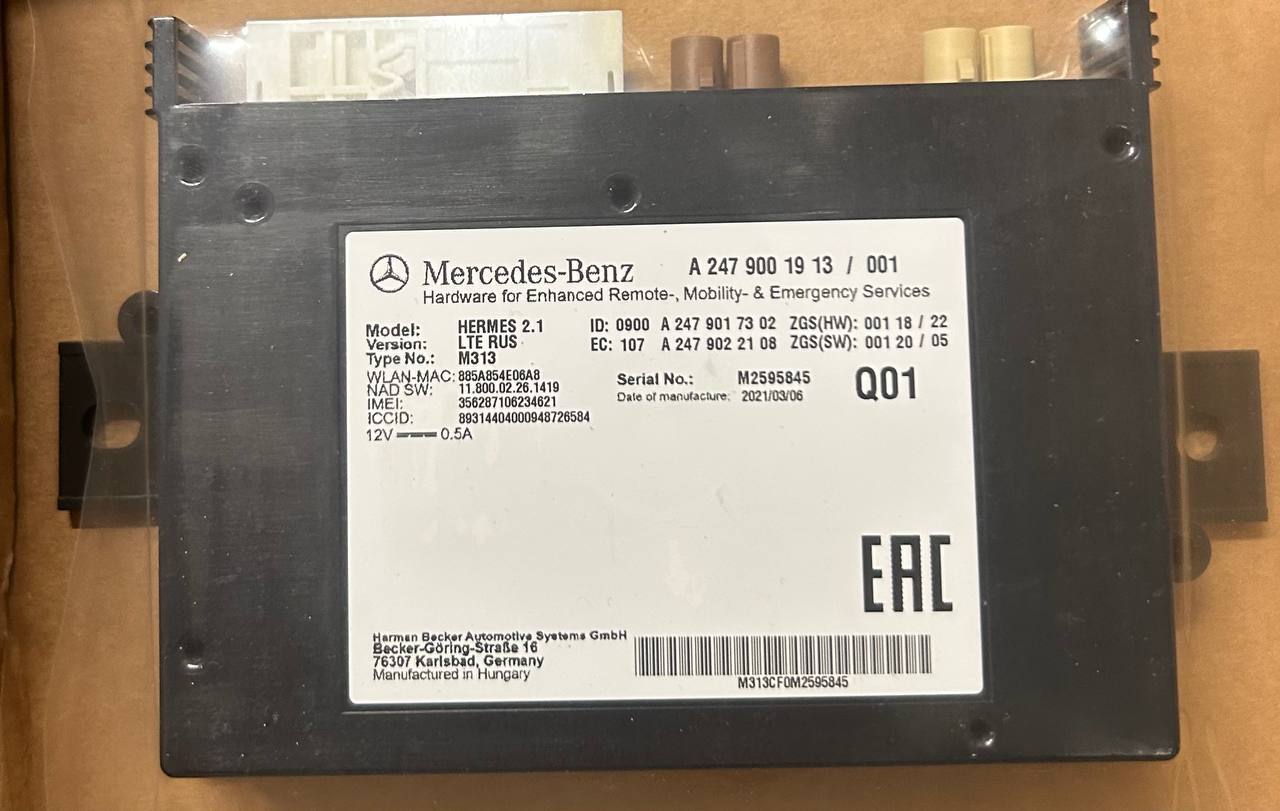 Mercedes-Benz A 247 900 19 13 / 001
Hardware for Enhanced Remote-, Mobility- & Emergency Services
Model: HERMES 2.1 ID: 0900 A 247 901 73 02 ZGS(HW): 001 18 / 22
Version: LTE RUS EC: 107 A 247 902 21 08 ZGS(SW): 001 20 / 05
Type No.: M313
WLAN-MAC: 885A854E06A8 Serial No.: M2595845 Q01
NAD SW: 11.800.02.26.1419 Date of manufacture: 2021/03/06
IMEI: 356287106234621
ICCID: 89314404000948726584
12V 0.5A
EAC
Harman Becker Automotive Systems GmbH
Becker-Göring-Straße 16
76307 Karlsbad, Germany
Manufactured in Hungary
M313CF0M2595845